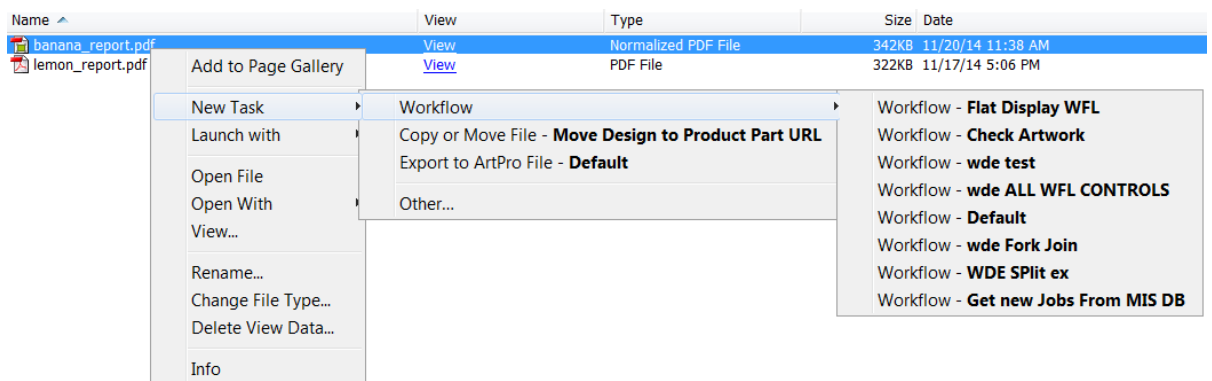 Name View Type Size Date
banana_report.pdf View Normalized PDF File 342KB 11/20/14 11:38 AM
lemon_report.pdf View PDF File 322KB 11/17/14 5:06 PM
Add to Page Gallery
New Task
Launch with
Open File
Open With
View...
Rename...
Change File Type...
Delete View Data...
Info
Workflow
Copy or Move File - Move Design to Product Part URL
Export to ArtPro File - Default
Other...
Workflow - Flat Display WFL
Workflow - Check Artwork
Workflow - wde test
Workflow - wde ALL WFL CONTROLS
Workflow - Default
Workflow - wde Fork Join
Workflow - WDE SPlit ex
Workflow - Get new Jobs From MIS DB